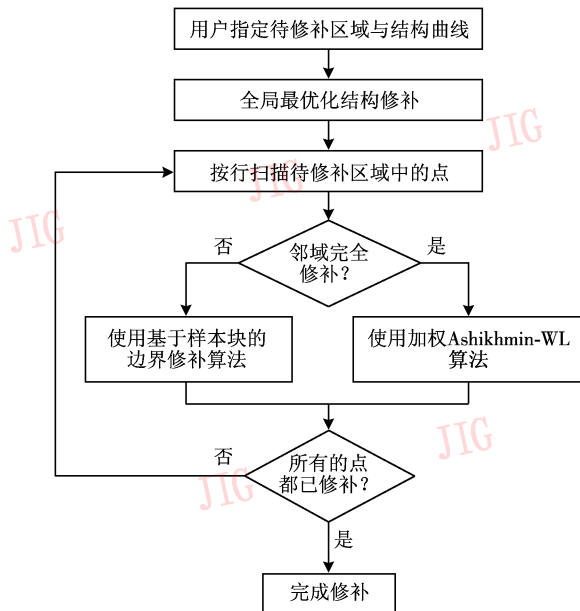 用户指定待修补区域与结构曲线
全局最优化结构修补
JIG
按行扫描待修补区域中的点
JIG
JIG
否
邻域完全
修补？
是
使用基于样本块的
边界修补算法
使用加权Ashikhmin-WL
算法
JIG
否
所有的点
都已修补？
JIG
是
完成修补